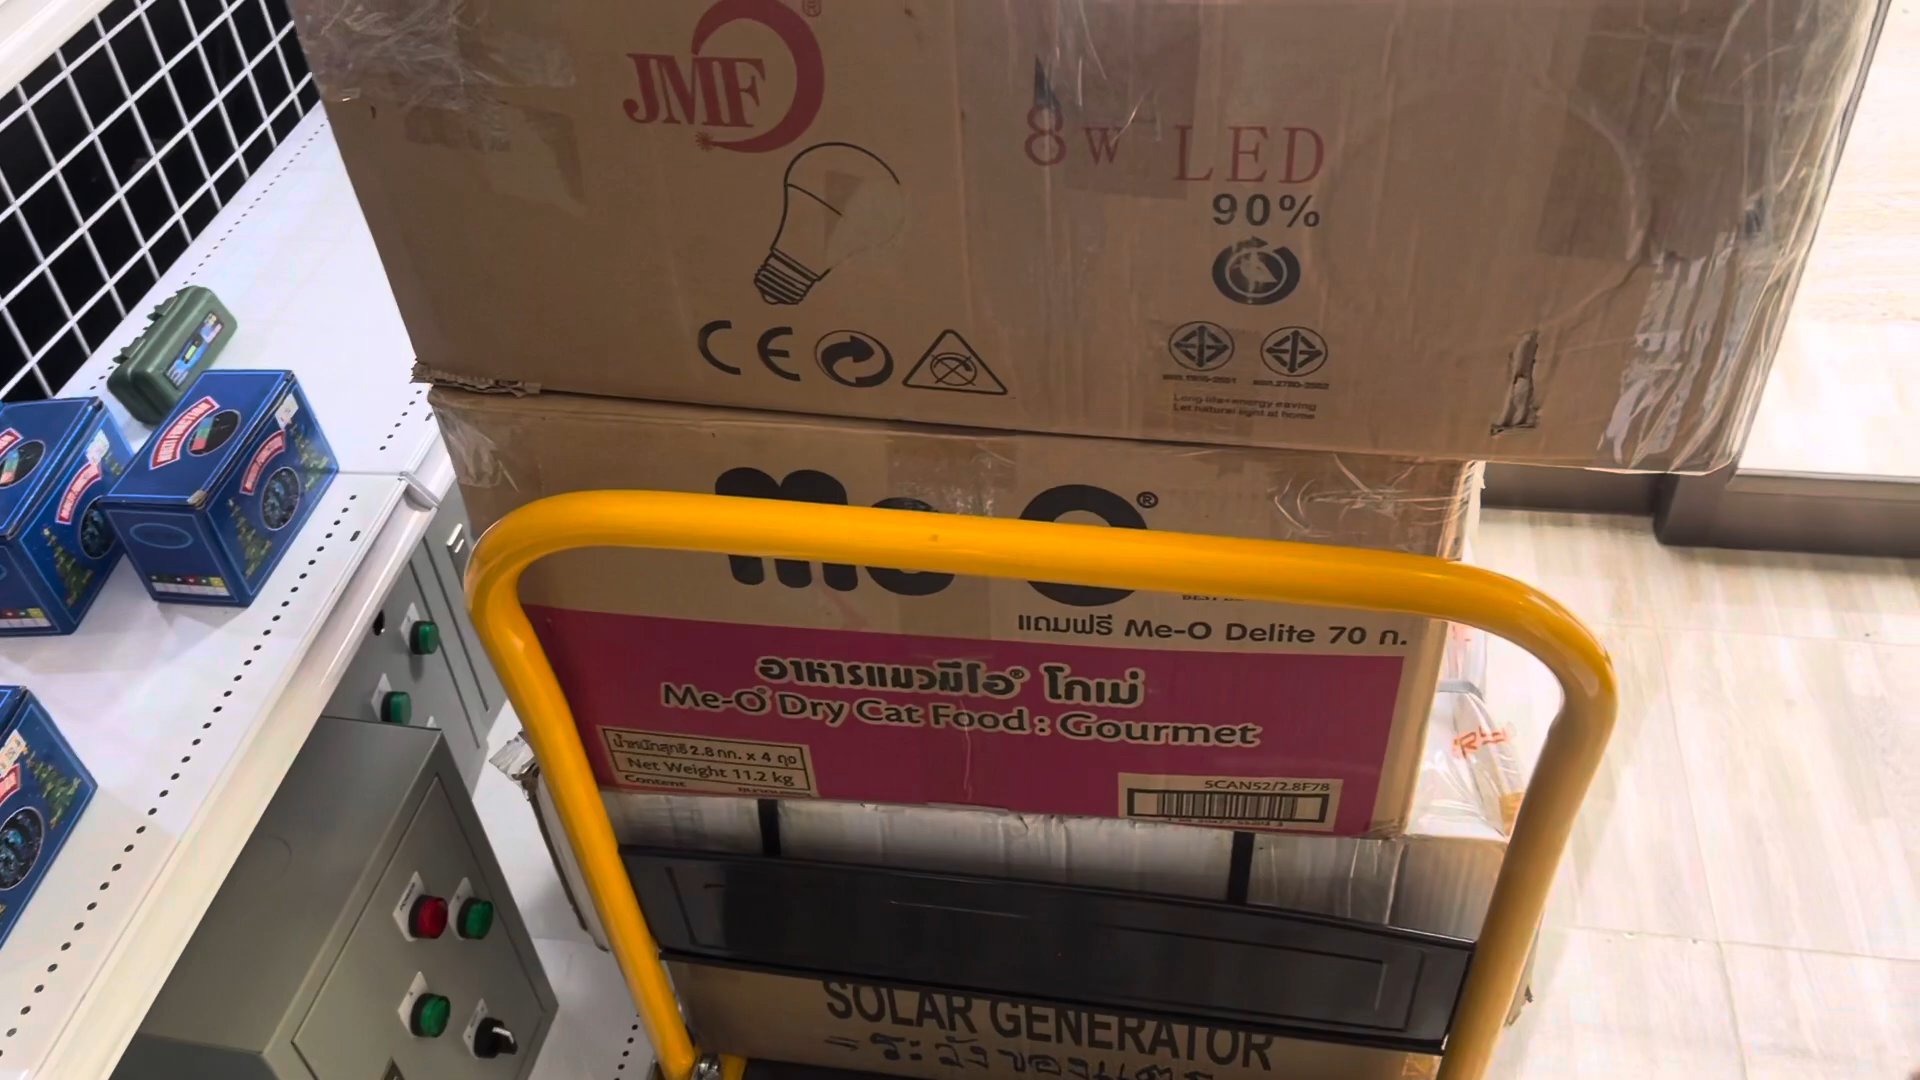 JMF®
8W LED
90%
CE
Long life•energy saving
Let natural light at home
me-O®
แถมฟรี Me-O Delite 70 ก.
อาหารแมวมีโอ® โกเม่
Me-O® Dry Cat Food : Gourmet
น้ำหนักสุทธิ 2.8 กก. x 4 ถุง
Net Weight 11.2 kg
Content
5CAN52/2.8F78
SOLAR GENERATOR
MULTI FUNCTION